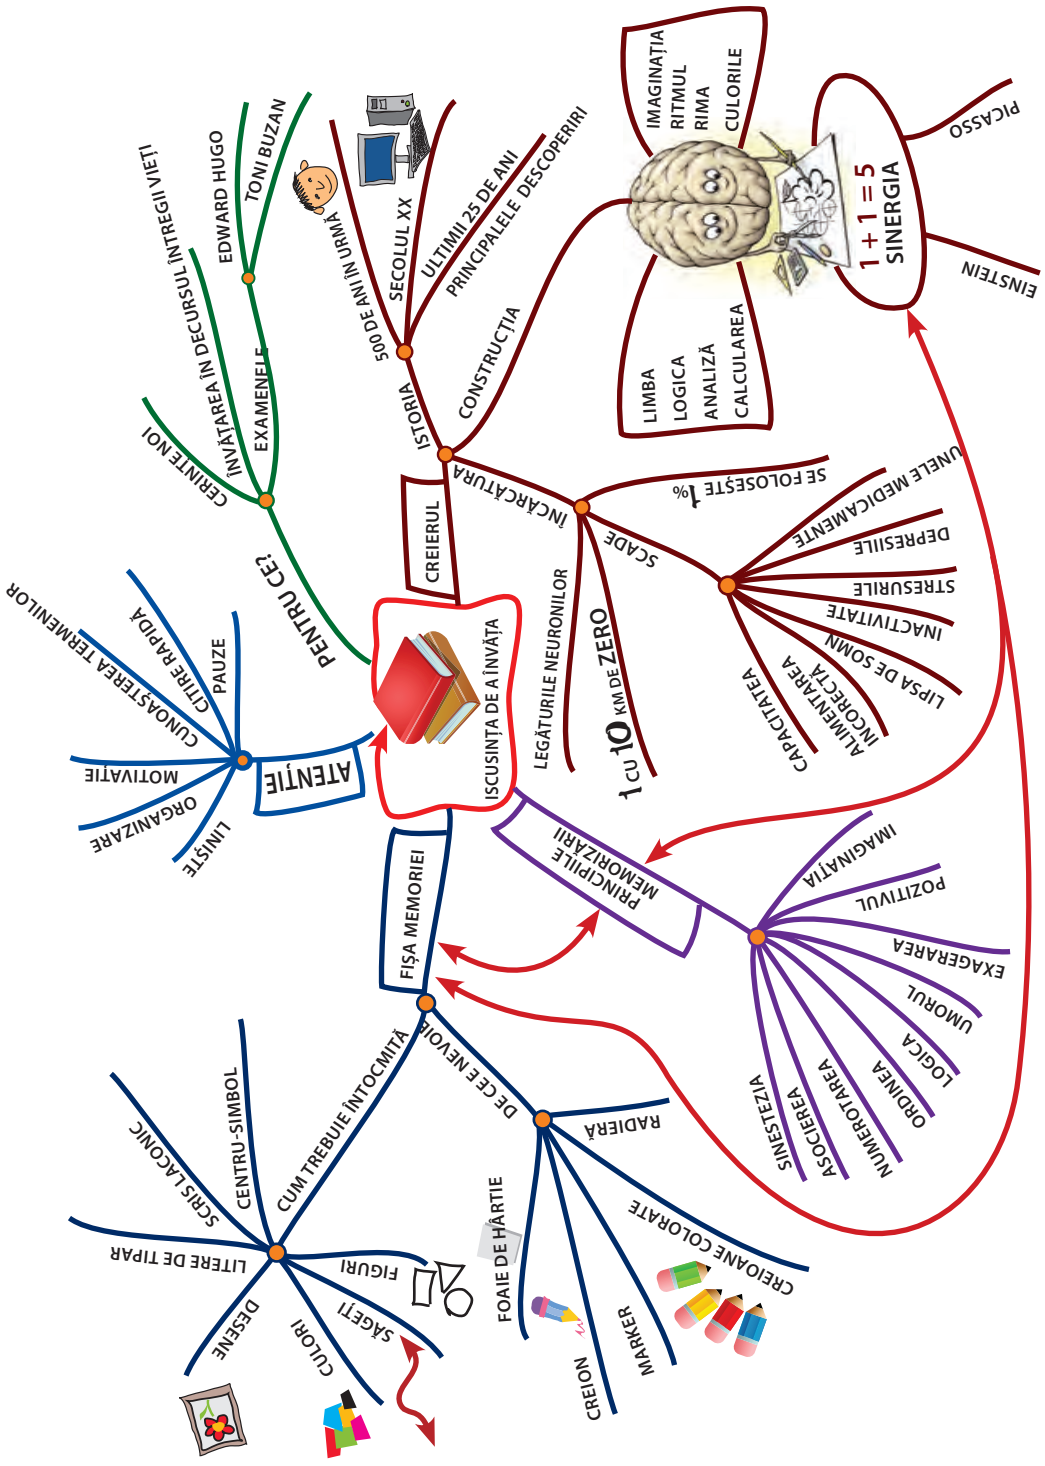 ISCUSINȚA DE A ÎNVĂȚA
PENTRU CE?
CERINȚE NOI
ÎNVĂȚAREA ÎN DECURSUL ÎNTREGII VIEȚI
EXAMENELE
EDWARD HUGO
TONI BUZAN
CREIERUL
ISTORIA
500 DE ANI ÎN URMĂ
SECOLUL XX
ULTIMII 25 DE ANI
PRINCIPALELE DESCOPERIRI
CONSTRUCȚIA
IMAGINAȚIA
RITMUL
RIMA
CULORILE
LIMBA
LOGICA
ANALIZĂ
CALCULAREA
1 + 1 = 5
SINERGIA
PICASSO
EINSTEIN
ÎNCĂRCĂTURA
SE FOLOSEȘTE 1%
SCADE
UNELE MEDICAMENTE
DEPRESIILE
STRESURILE
INACTIVITATE
LIPSA DE SOMN
ALIMENTAREA
INCORECTĂ
CAPACITATEA
1 CU 10 KM DE ZERO
LEGĂTURILE NEURONILOR
PRINCIPIILE
MEMORIZĂRII
IMAGINAȚIA
POZITIVUL
EXAGERAREA
UMORUL
LOGICA
ORDINEA
NUMEROTAREA
ASOCIEREA
SINESTEZIA
FIȘA MEMORIEI
DE CE E NEVOIE
RADIERĂ
CREIOANE COLORATE
MARKER
CREION
FOAIE DE HÂRTIE
CUM TREBUIE ÎNTOCMITĂ
FIGURI
SĂGEȚI
CULORI
DESENE
LITERE DE TIPAR
SCRIS LACONIC
CENTRU-SIMBOL
ATENȚIE
LINIȘTE
ORGANIZARE
MOTIVAȚIE
CUNOAȘTEREA TERMENILOR
CITIRE RAPIDĂ
PAUZE